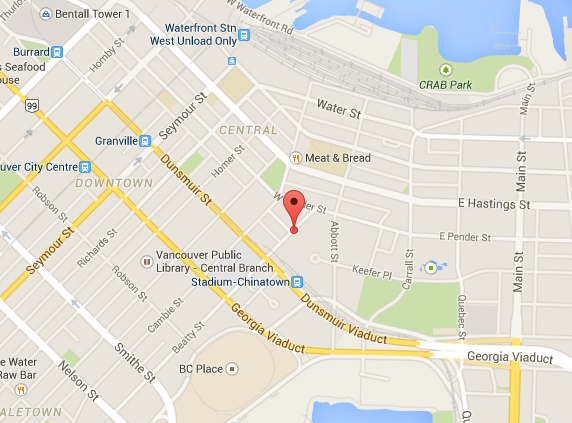 Bentall Tower 1
Waterfront Stn
West Unload Only
W Waterfront Rd
Burrard
s Seafood
ouse
Hornby St
CRAB Park
99
Seymour St
Water St
Main St
Granville
CENTRAL
Homer St
Meat & Bread
uver City Centre
Dunsmuir St
Main St
DOWNTOWN
Robson St
E Hastings St
Richards St
Abbott St
E Pender St
Seymour St
Vancouver Public
Library - Central Branch
Carrall St
Keefer Pl
Main St
Robson St
Stadium-Chinatown
Cambie St
Dunsmuir Viaduct
Quebec St
Georgia Viaduct
Beatty St
Smithe St
Georgia Viaduct
e Water
Raw Bar
BC Place
Nelson St
ALETOWN